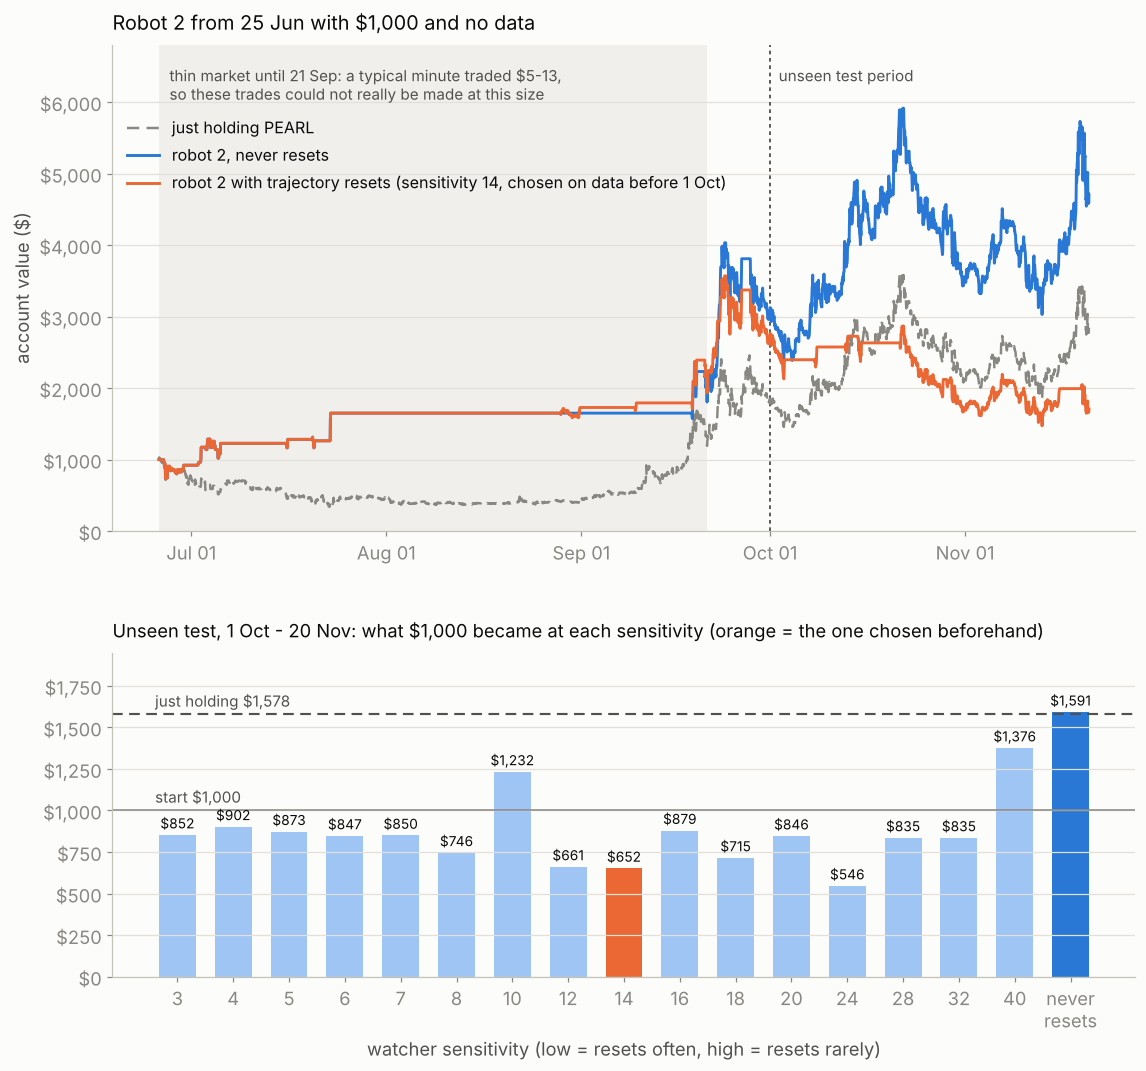 Robot 2 from 25 Jun with $1,000 and no data
thin market until 21 Sep: a typical minute traded $5-13,
so these trades could not really be made at this size
unseen test period
just holding PEARL
robot 2, never resets
robot 2 with trajectory resets (sensitivity 14, chosen on data before 1 Oct)
account value ($)
$6,000
$5,000
$4,000
$3,000
$2,000
$1,000
$0
Jul 01 Aug 01 Sep 01 Oct 01 Nov 01
Unseen test, 1 Oct - 20 Nov: what $1,000 became at each sensitivity (orange = the one chosen beforehand)
$1,750
$1,500
$1,250
$1,000
$750
$500
$250
$0
just holding $1,578
start $1,000
$852 $902 $873 $847 $850 $746 $1,232 $661 $652 $879 $715 $846 $546 $835 $835 $1,376 $1,591
3 4 5 6 7 8 10 12 14 16 18 20 24 28 32 40 never
resets
watcher sensitivity (low = resets often, high = resets rarely)